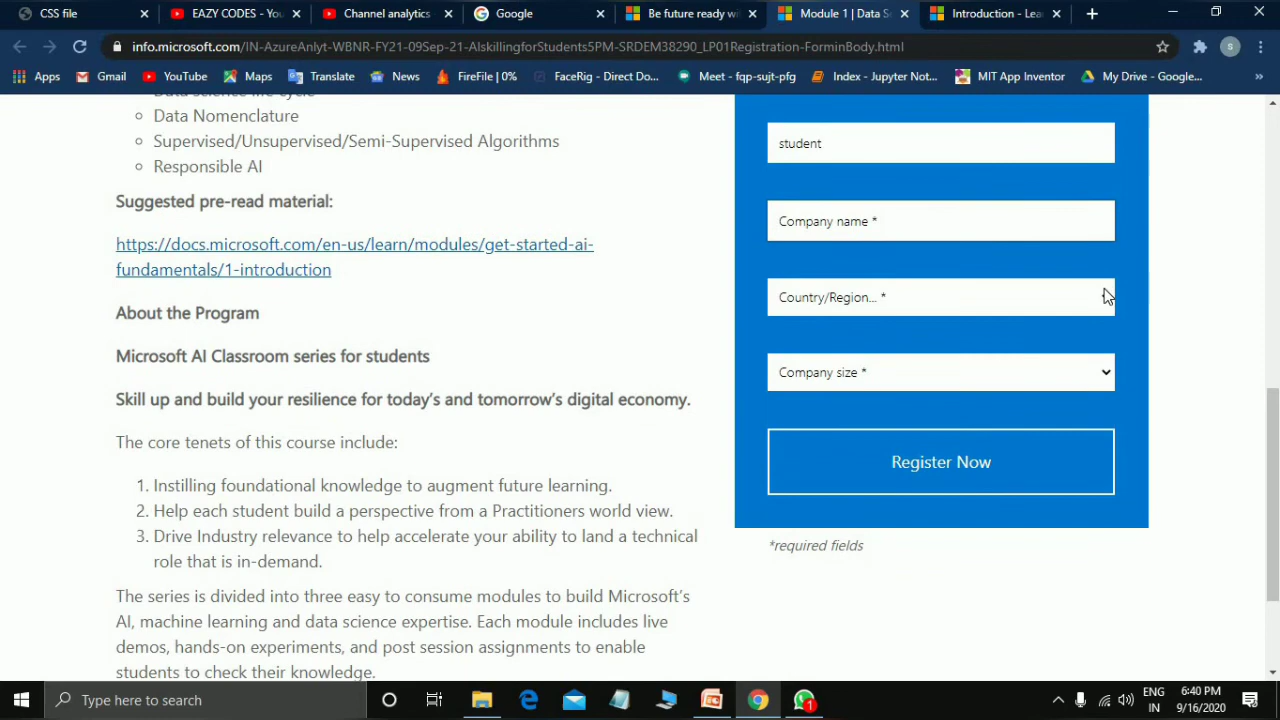 CSS file
EAZY CODES - You
Channel analytics -
Google
Be future ready wi
Module 1 | Data S
Introduction - Lea
info.microsoft.com/IN-AzureAnlyt-WBNR-FY21-09Sep-21-AIskillingforStudents5PM-SRDEM38290_LP01Registration-ForminBody.html
S
Apps
Gmail
YouTube
Maps
Translate
News
FireFile | 0%
FaceRig - Direct Do...
Meet - fqp-sujt-pfg
Index - Jupyter Not...
MIT App Inventor
My Drive - Google...
»
Data science life cycle
Data Nomenclature
Supervised/Unsupervised/Semi-Supervised Algorithms
Responsible AI
Suggested pre-read material:
https://docs.microsoft.com/en-us/learn/modules/get-started-ai-
fundamentals/1-introduction
About the Program
Microsoft AI Classroom series for students
Skill up and build your resilience for today's and tomorrow's digital economy.
The core tenets of this course include:
1. Instilling foundational knowledge to augment future learning.
2. Help each student build a perspective from a Practitioners world view.
3. Drive Industry relevance to help accelerate your ability to land a technical
role that is in-demand.
The series is divided into three easy to consume modules to build Microsoft's
AI, machine learning and data science expertise. Each module includes live
demos, hands-on experiments, and post session assignments to enable
students to check their knowledge.
student
Company name *
Country/Region... *
Company size *
Register Now
*required fields
Type here to search
1
ENG
IN
6:40 PM
9/16/2020